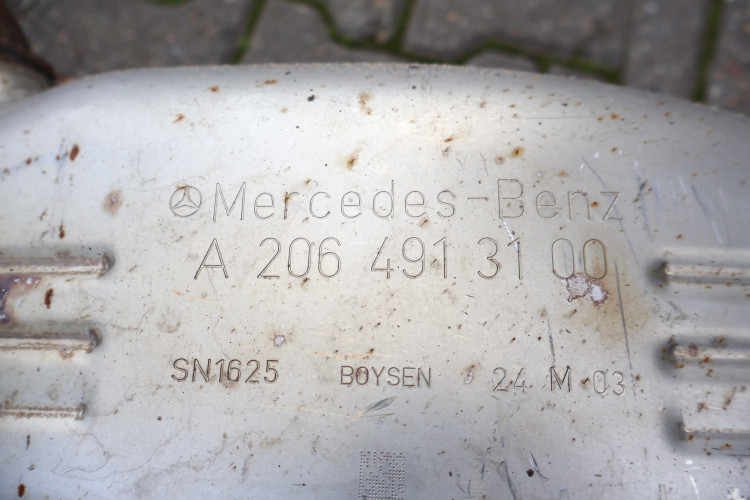 Mercedes-Benz
A 206 491 31 00
SN1625 BOYSEN 24 M 03